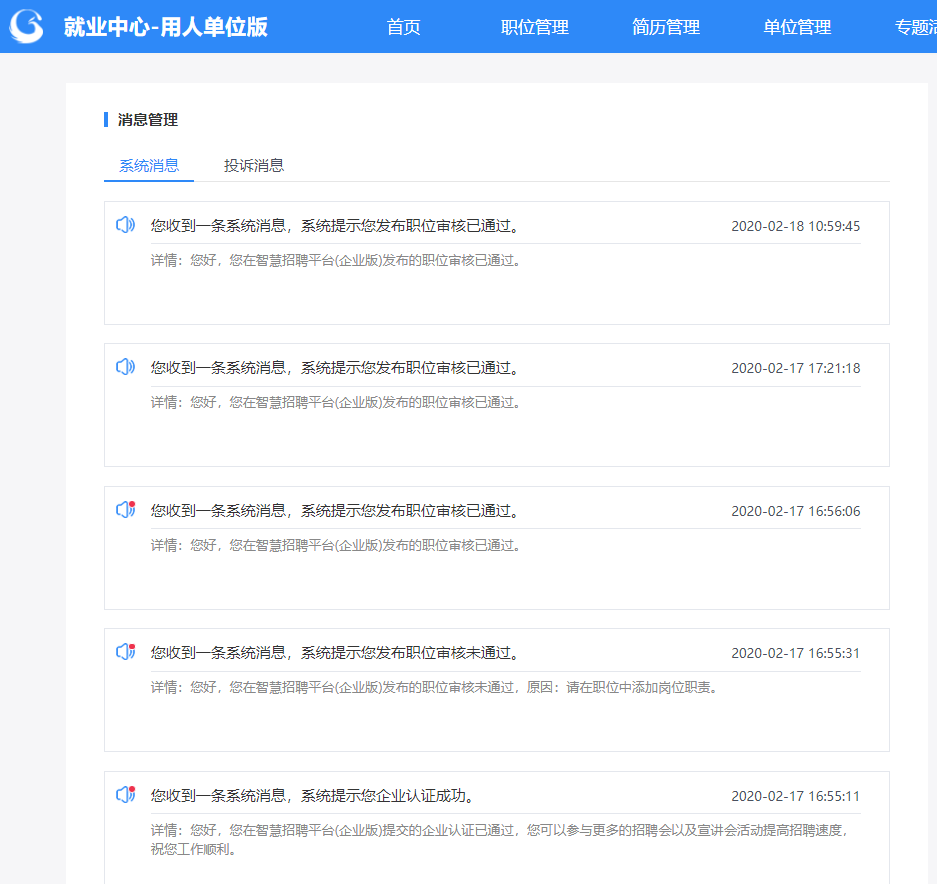 就业中心-用人单位版 首页 职位管理 简历管理 单位管理 专题
消息管理
系统消息 投诉消息
您收到一条系统消息，系统提示您发布职位审核已通过。 2020-02-18 10:59:45
详情：您好，您在智慧招聘平台(企业版)发布的职位审核已通过。
您收到一条系统消息，系统提示您发布职位审核已通过。 2020-02-17 17:21:18
详情：您好，您在智慧招聘平台(企业版)发布的职位审核已通过。
您收到一条系统消息，系统提示您发布职位审核已通过。 2020-02-17 16:56:06
详情：您好，您在智慧招聘平台(企业版)发布的职位审核已通过。
您收到一条系统消息，系统提示您发布职位审核未通过。 2020-02-17 16:55:31
详情：您好，您在智慧招聘平台(企业版)发布的职位审核未通过，原因：请在职位中添加岗位职责。
您收到一条系统消息，系统提示您企业认证成功。 2020-02-17 16:55:11
详情：您好，您在智慧招聘平台(企业版)提交的企业认证已通过，您可以参与更多的招聘会以及宣讲会活动提高招聘速度，
祝您工作顺利。